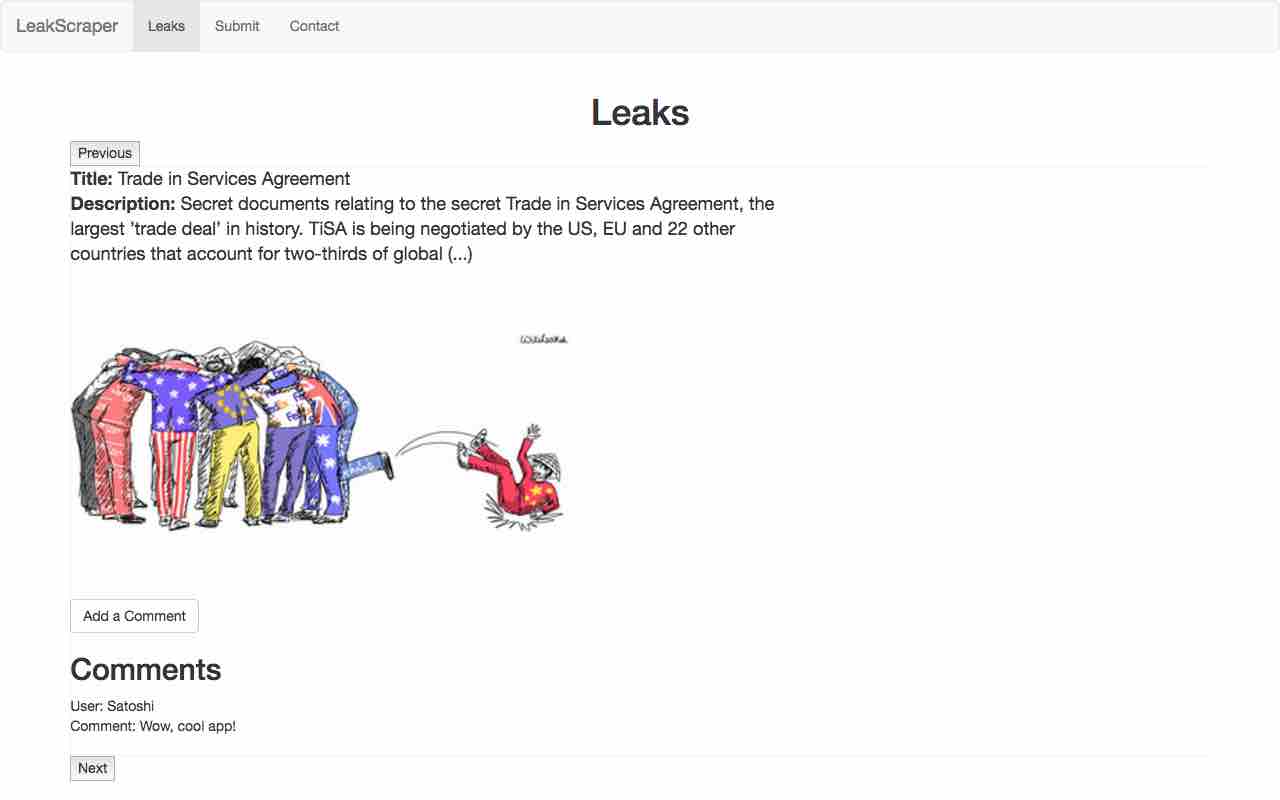 LeakScraper
Leaks
Submit
Contact
Leaks
Previous
Title: Trade in Services Agreement
Description: Secret documents relating to the secret Trade in Services Agreement, the
largest ’trade deal’ in history. TiSA is being negotiated by the US, EU and 22 other
countries that account for two-thirds of global (...)
WikiLeaks
FedEx
Add a Comment
Comments
User: Satoshi
Comment: Wow, cool app!
Next